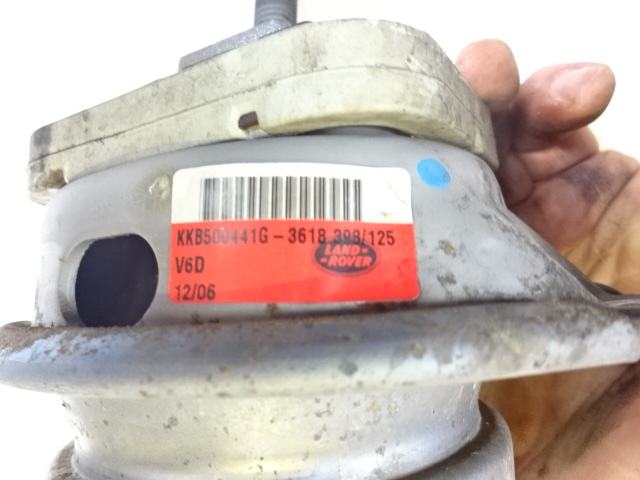 KKB500441G-3618 398/125
LAND-
-ROVER
V6D
12/06